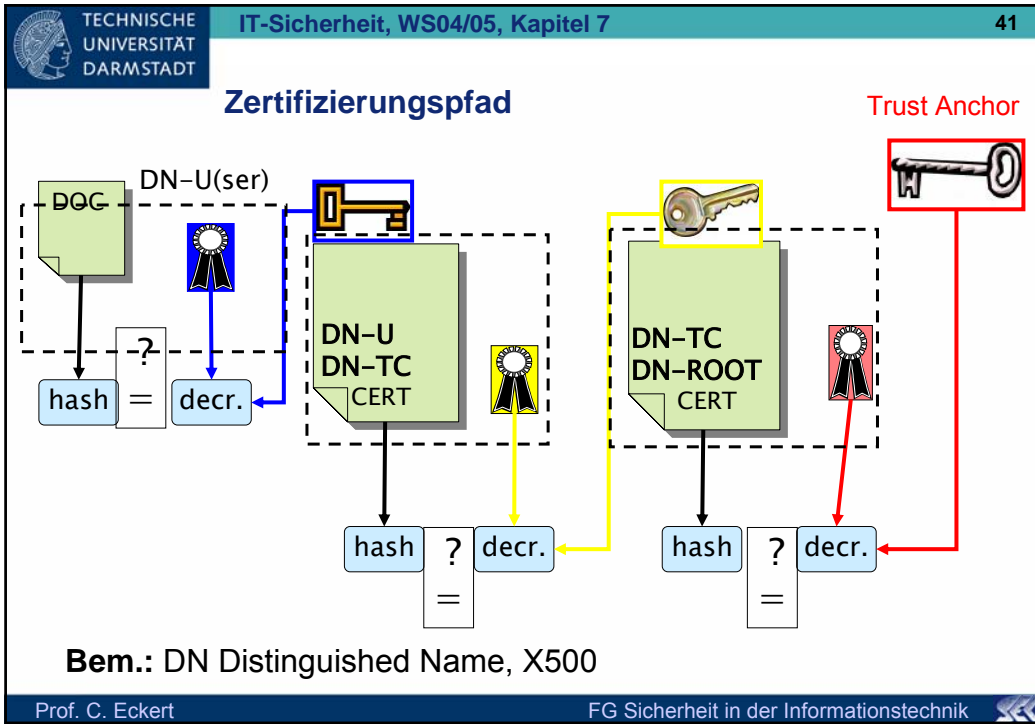 TECHNISCHE
UNIVERSITÄT
DARMSTADT
IT-Sicherheit, WS04/05, Kapitel 7
41
Zertifizierungspfad
Trust Anchor
DN-U(ser)
DOC
hash
?
=
decr.
DN-U
DN-TC
CERT
hash
?
=
decr.
DN-TC
DN-ROOT
CERT
hash
?
=
decr.
Bem.: DN Distinguished Name, X500
Prof. C. Eckert
FG Sicherheit in der Informationstechnik